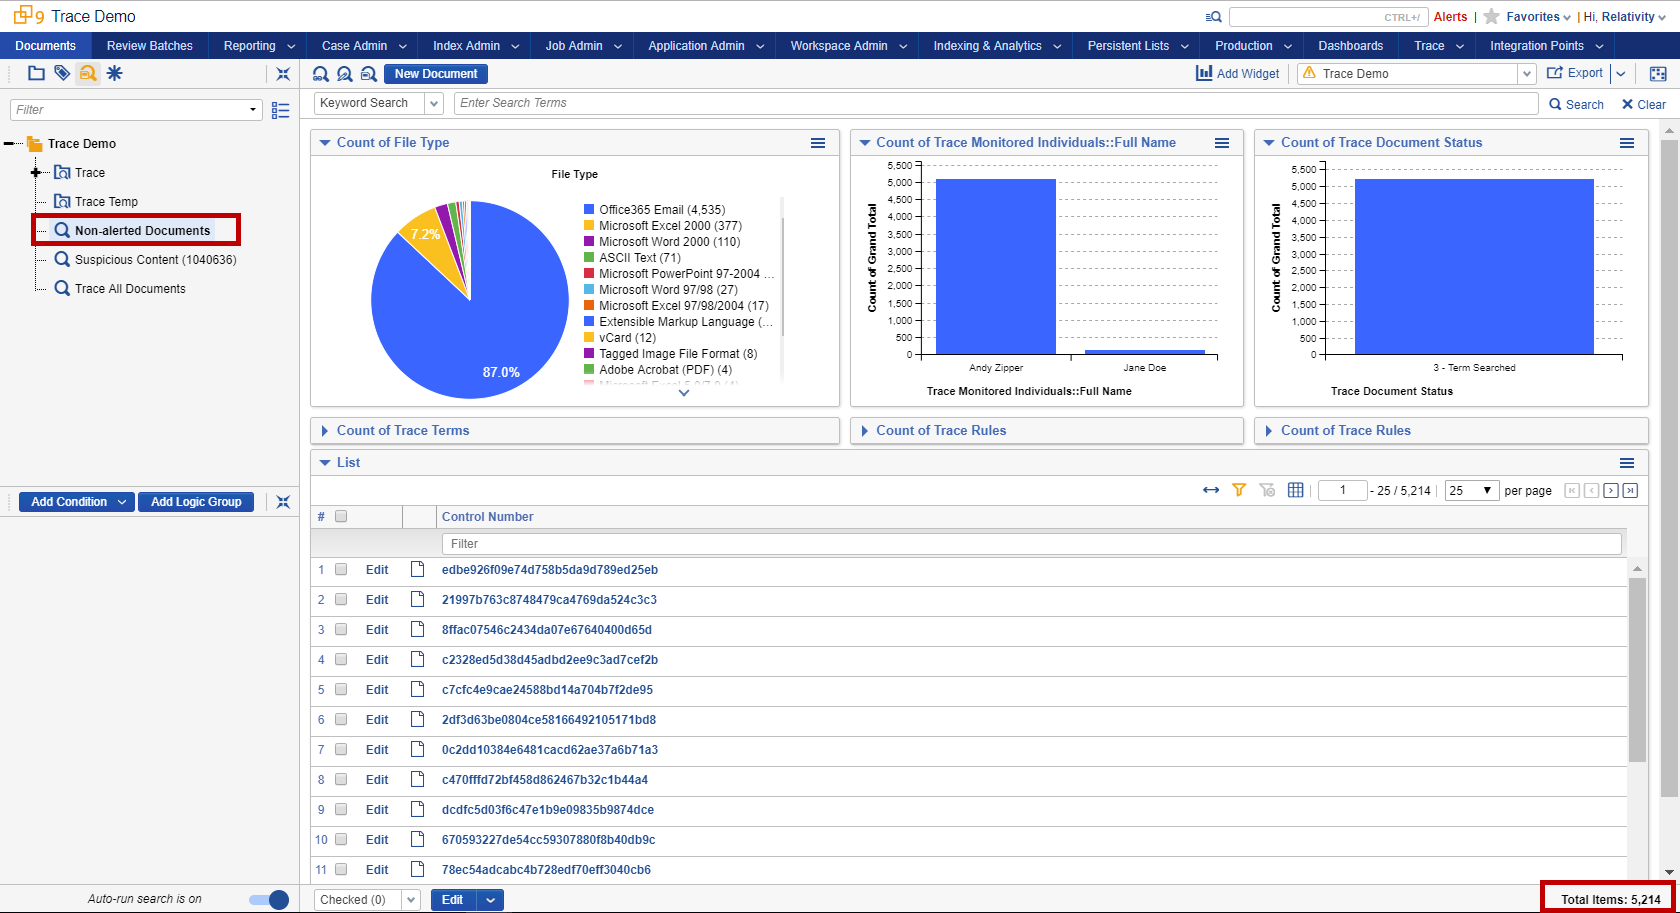 9 Trace Demo
CTRL+/
Alerts | Favorites | Hi, Relativity
Documents Review Batches Reporting Case Admin Index Admin Job Admin Application Admin Workspace Admin Indexing & Analytics Persistent Lists Production Dashboards Trace Integration Points
New Document
Add Widget
Trace Demo
Export
Filter
Keyword Search
Enter Search Terms
Search
Clear
Trace Demo
Trace
Trace Temp
Non-alerted Documents
Suspicious Content (1040636)
Trace All Documents
Count of File Type
File Type
7.2%
87.0%
Office365 Email (4,535)
Microsoft Excel 2000 (377)
Microsoft Word 2000 (110)
ASCII Text (71)
Microsoft PowerPoint 97-2004 ...
Microsoft Word 97/98 (27)
Microsoft Excel 97/98/2004 (17)
Extensible Markup Language (...
vCard (12)
Tagged Image File Format (8)
Adobe Acrobat (PDF) (4)
Microsoft Excel 5.0/7.0 (4)
Count of Trace Monitored Individuals::Full Name
Count of Grand Total
5,500
5,000
4,500
4,000
3,500
3,000
2,500
2,000
1,500
1,000
500
0
Andy Zipper
Jane Doe
Trace Monitored Individuals::Full Name
Count of Trace Document Status
Count of Grand Total
5,500
5,000
4,500
4,000
3,500
3,000
2,500
2,000
1,500
1,000
500
0
3 - Term Searched
Trace Document Status
Count of Trace Terms
Count of Trace Rules
Count of Trace Rules
List
1 - 25 / 5,214 | 25 per page
# Control Number
Filter
1 Edit edbe926f09e74d758b5da9d789ed25eb
2 Edit 21997b763c8748479ca4769da524c3c3
3 Edit 8ffac07546c2434da07e67640400d65d
4 Edit c2328ed5d38d45adbd2ee9c3ad7cef2b
5 Edit c7cfc4e9cae24588bd14a704b7f2de95
6 Edit 2df3d63be0804ce58166492105171bd8
7 Edit 0c2dd10384e6481cacd62ae37a6b71a3
8 Edit c470fffd72bf458d862467b32c1b44a4
9 Edit dcdfc5d03f6c47e1b9e09835b9874dce
10 Edit 670593227de54cc59307880f8b40db9c
11 Edit 78ec54adcabc4b728edf70eff3040cb6
Add Condition
Add Logic Group
Auto-run search is on
Checked (0)
Edit
Total Items: 5,214